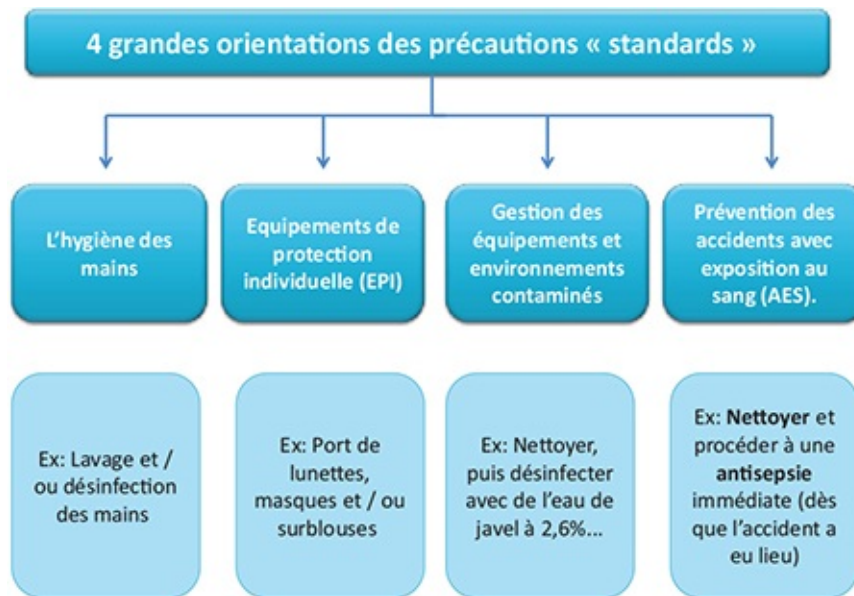 4 grandes orientations des précautions « standards »
L’hygiène des
mains
Equipements de
protection
individuelle (EPI)
Gestion des
équipements et
environnements
contaminés
Prévention des
accidents avec
exposition au
sang (AES).
Ex: Lavage et /
ou désinfection
des mains
Ex: Port de
lunettes,
masques et / ou
surblouses
Ex: Nettoyer,
puis désinfecter
avec de l’eau de
javel à 2,6%...
Ex: Nettoyer et
procéder à une
antisepsie
immédiate (dès
que l’accident a
eu lieu)